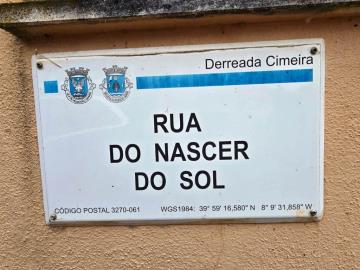 Derreada Cimeira
RUA
DO NASCER
DO SOL
CÓDIGO POSTAL 3270-061 WGS1984: 39° 59' 16,580" N 8° 9' 31,858" W